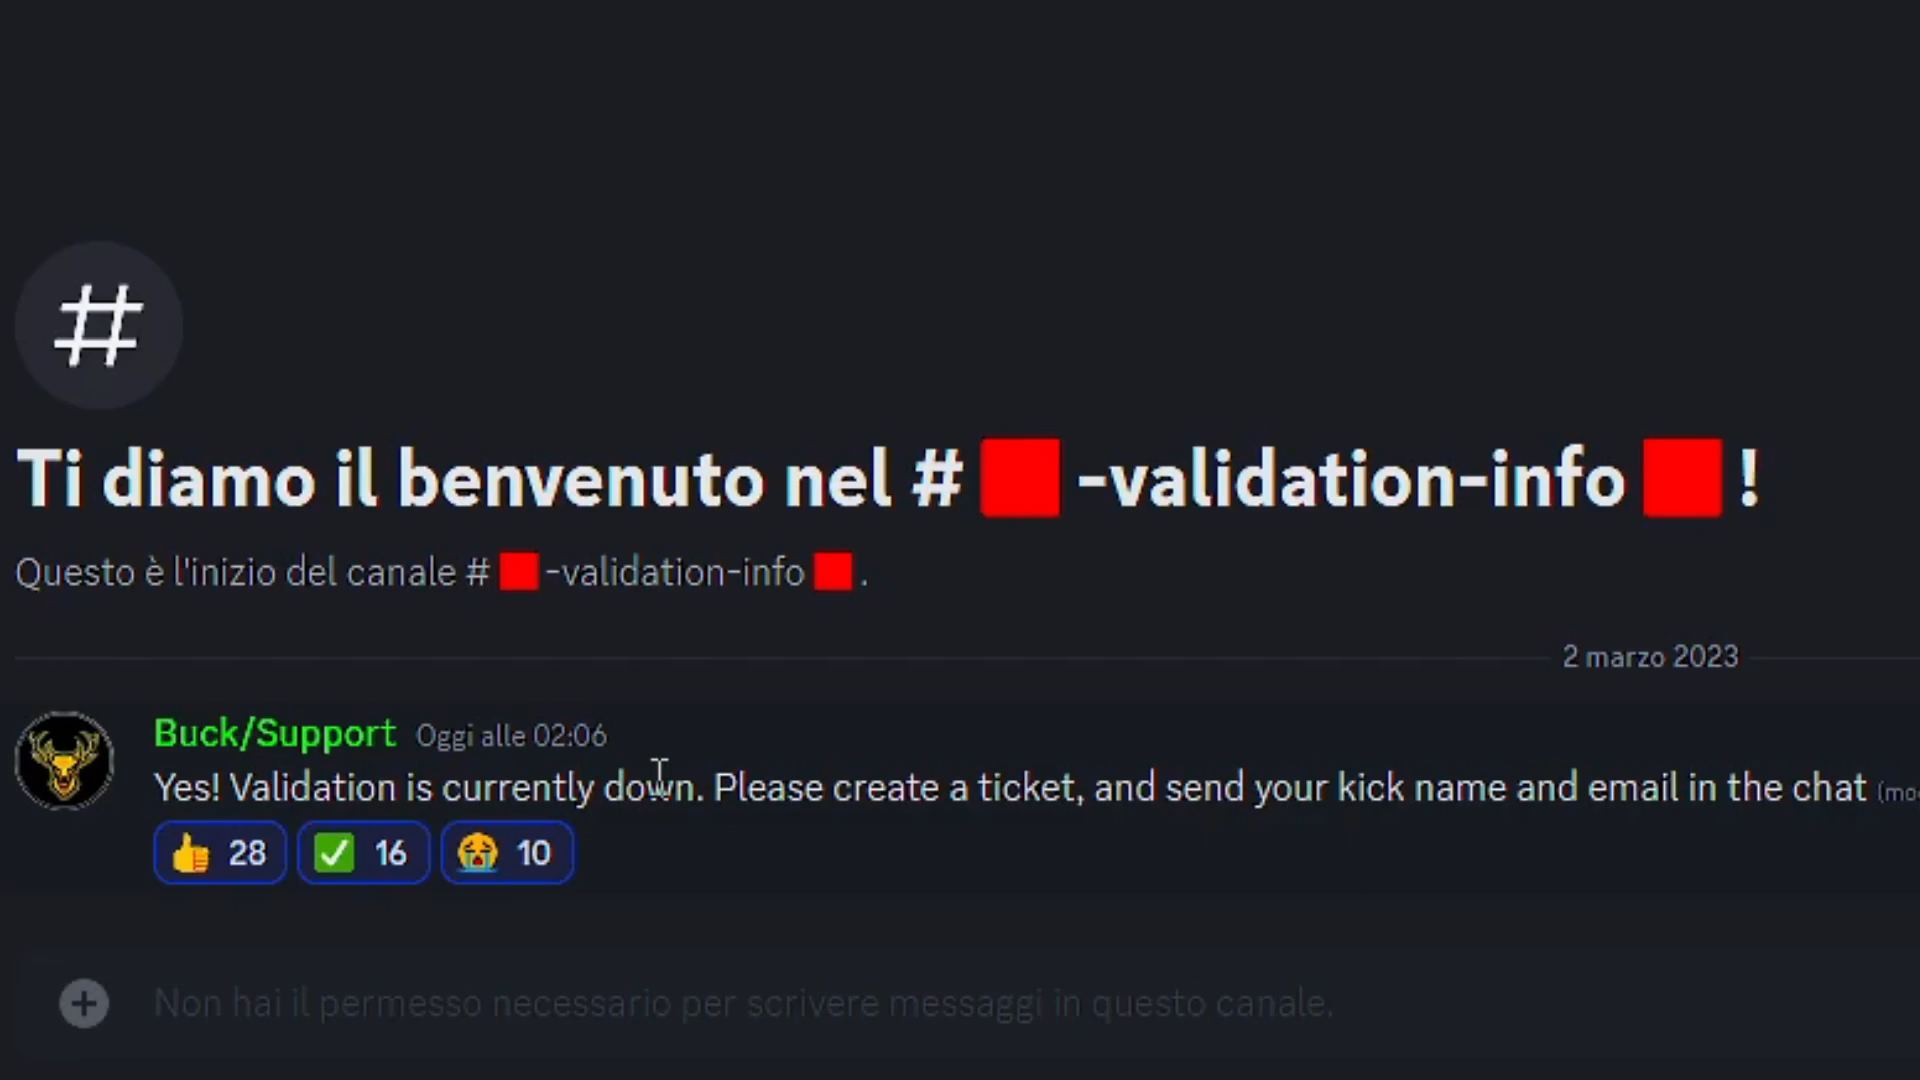 Ti diamo il benvenuto nel #🟥-validation-info🟥!
Questo è l'inizio del canale #🟥-validation-info🟥.
2 marzo 2023
Buck/Support Oggi alle 02:06
Yes! Validation is currently down. Please create a ticket, and send your kick name and email in the chat
28 16 10
Non hai il permesso necessario per scrivere messaggi in questo canale.